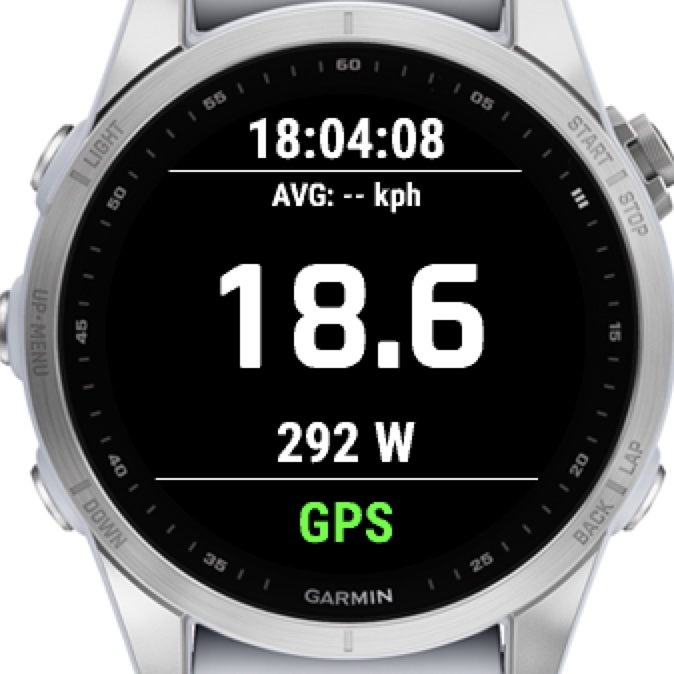 60
55
05
18:04:08
LIGHT
START
AVG: -- kph
50
STOP
18.6
UP·MENU
45
15
292 W
40
20
LAP
GPS
DOWN
BACK
35
25
GARMIN